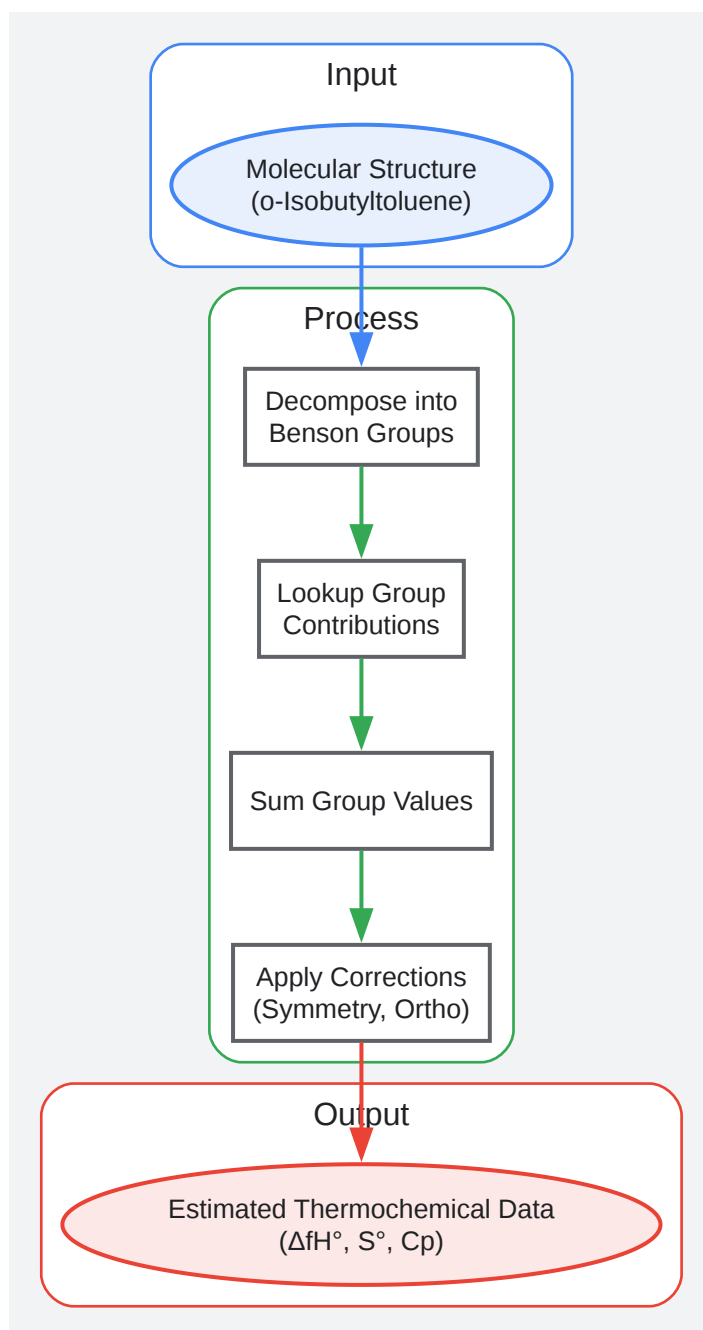 Input
Molecular Structure
(o-Isobutyltoluene)
Process
Decompose into
Benson Groups
Lookup Group
Contributions
Sum Group Values
Apply Corrections
(Symmetry, Ortho)
Output
Estimated Thermochemical Data
(ΔfH°, S°, Cp)